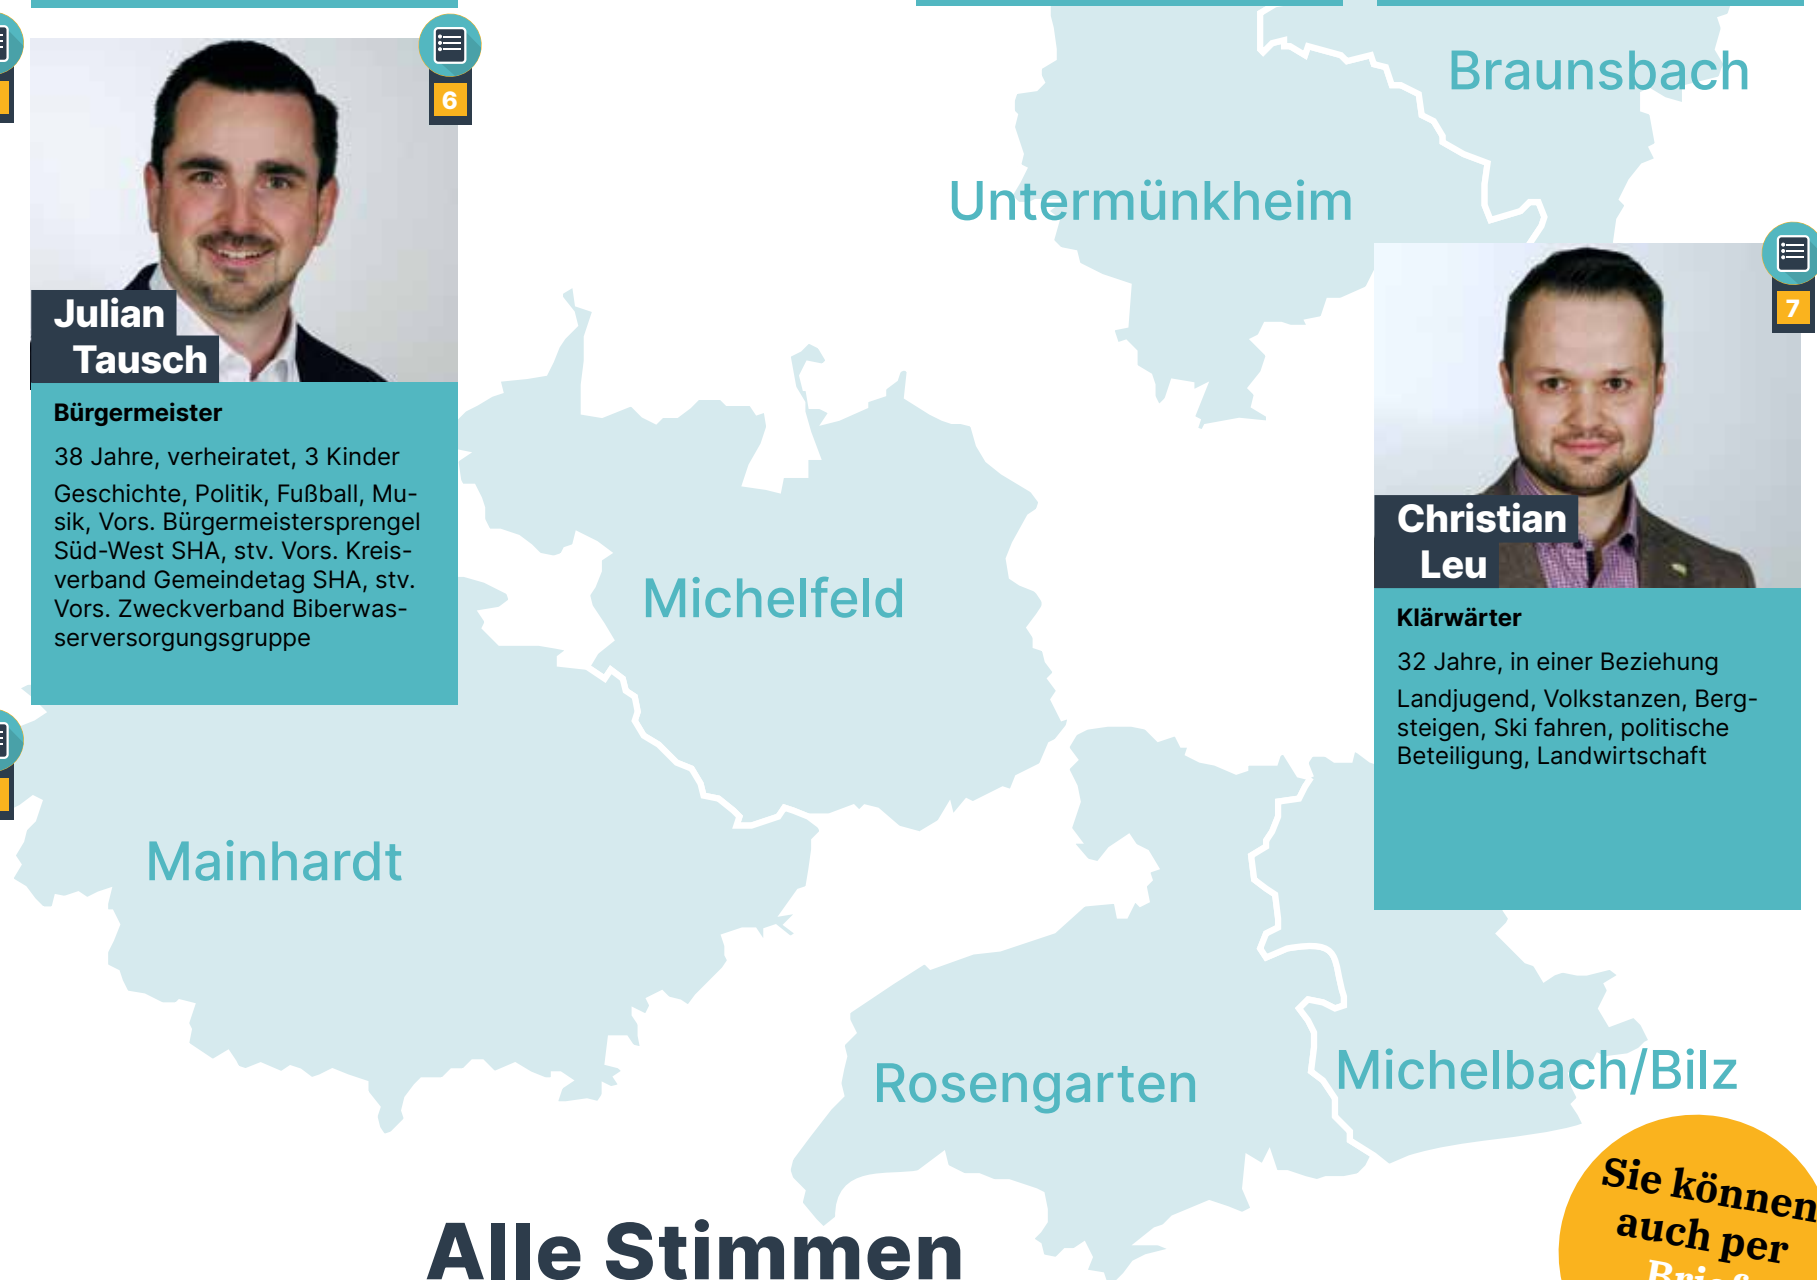 6
Julian
Tausch
Bürgermeister
38 Jahre, verheiratet, 3 Kinder
Geschichte, Politik, Fußball, Mu-
sik, Vors. Bürgermeistersprengel
Süd-West SHA, stv. Vors. Kreis-
verband Gemeindetag SHA, stv.
Vors. Zweckverband Biberwas-
serversorgungsgruppe
Braunsbach
Untermünkheim
7
Christian
Leu
Klärwärter
32 Jahre, in einer Beziehung
Landjugend, Volkstanzen, Berg-
steigen, Ski fahren, politische
Beteiligung, Landwirtschaft
Michelfeld
Mainhardt
Rosengarten
Michelbach/Bilz
Alle Stimmen
Sie können
auch per